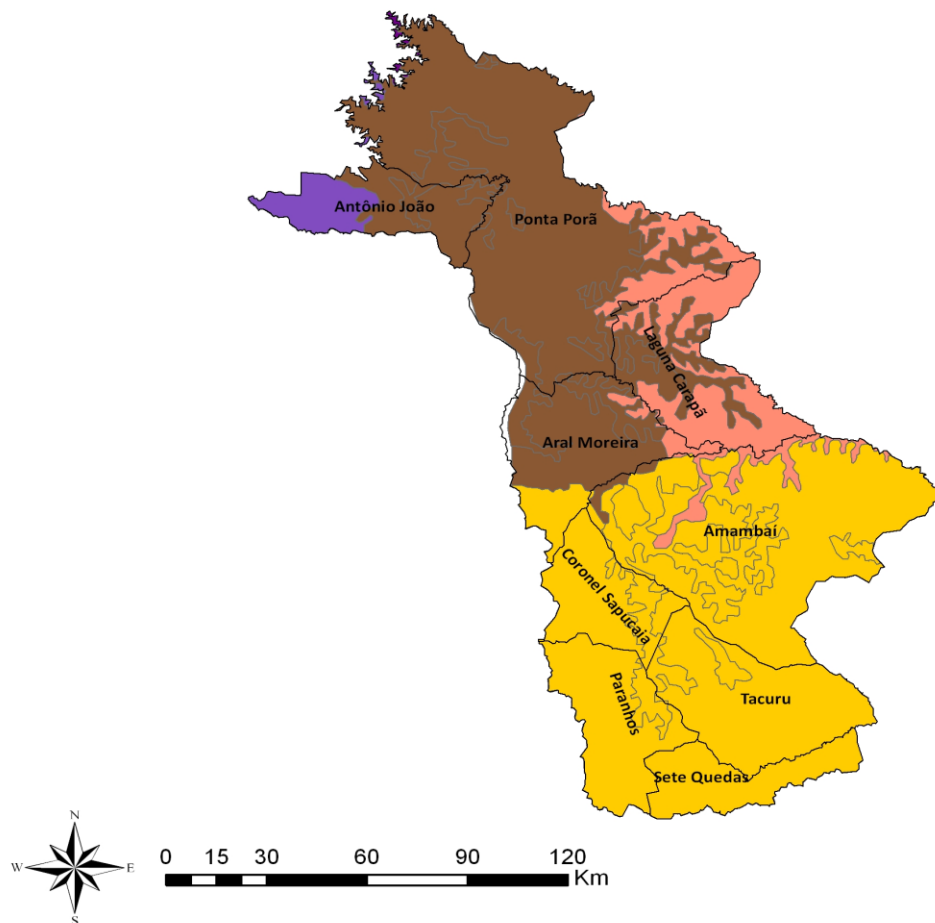 Antônio João
Ponta Porã
Laguna Carapã
Aral Moreira
Amambaí
Coronel Sapucaia
Paranhos
Tacuru
Sete Quedas
N
W E
S
0 15 30 60 90 120
Km